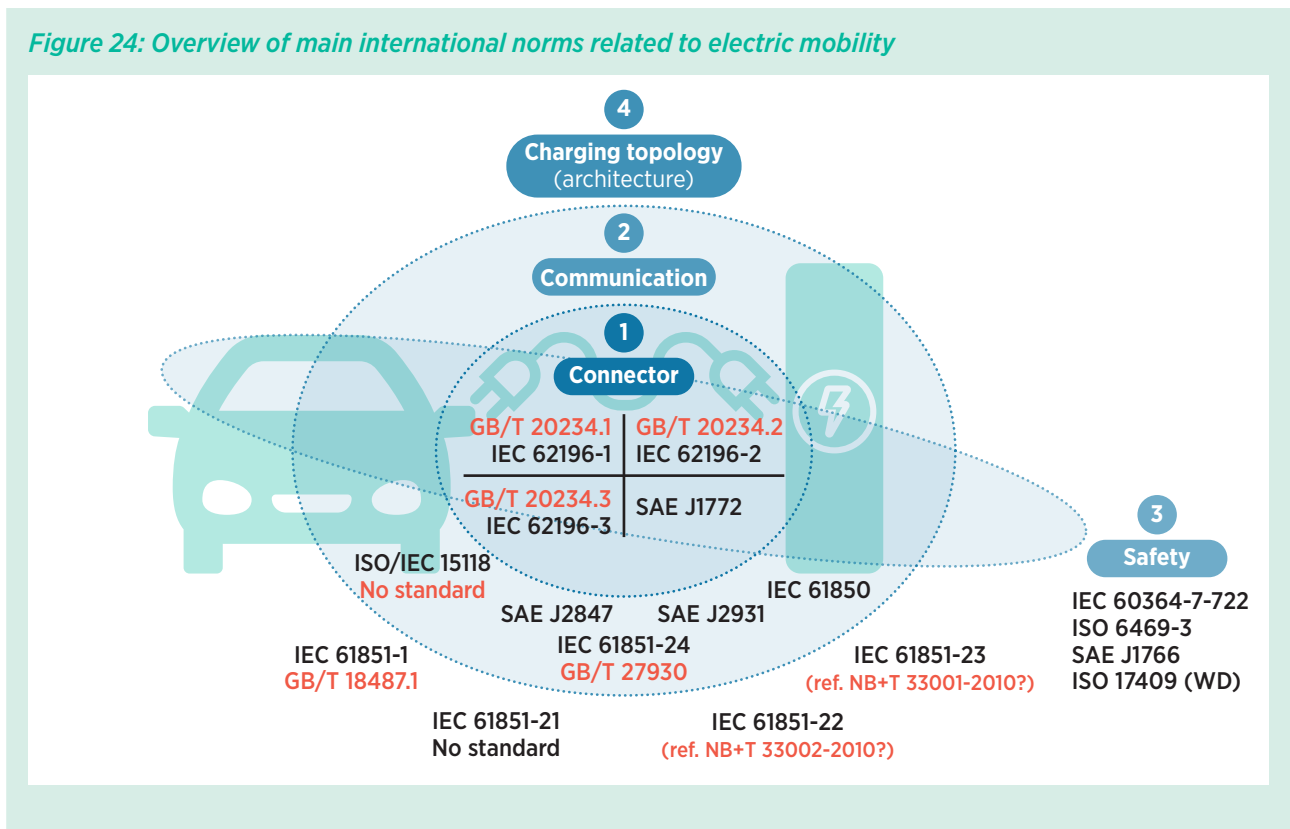 Figure 24: Overview of main international norms related to electric mobility
4
Charging topology
(architecture)
2
Communication
1
Connector
GB/T 20234.1
IEC 62196-1
GB/T 20234.2
IEC 62196-2
GB/T 20234.3
IEC 62196-3
SAE J1772
ISO/IEC 15118
No standard
IEC 61850
SAE J2847
SAE J2931
IEC 61851-24
GB/T 27930
IEC 61851-1
GB/T 18487.1
IEC 61851-23
(ref. NB+T 33001-2010?)
IEC 61851-21
No standard
IEC 61851-22
(ref. NB+T 33002-2010?)
3
Safety
IEC 60364-7-722
ISO 6469-3
SAE J1766
ISO 17409 (WD)